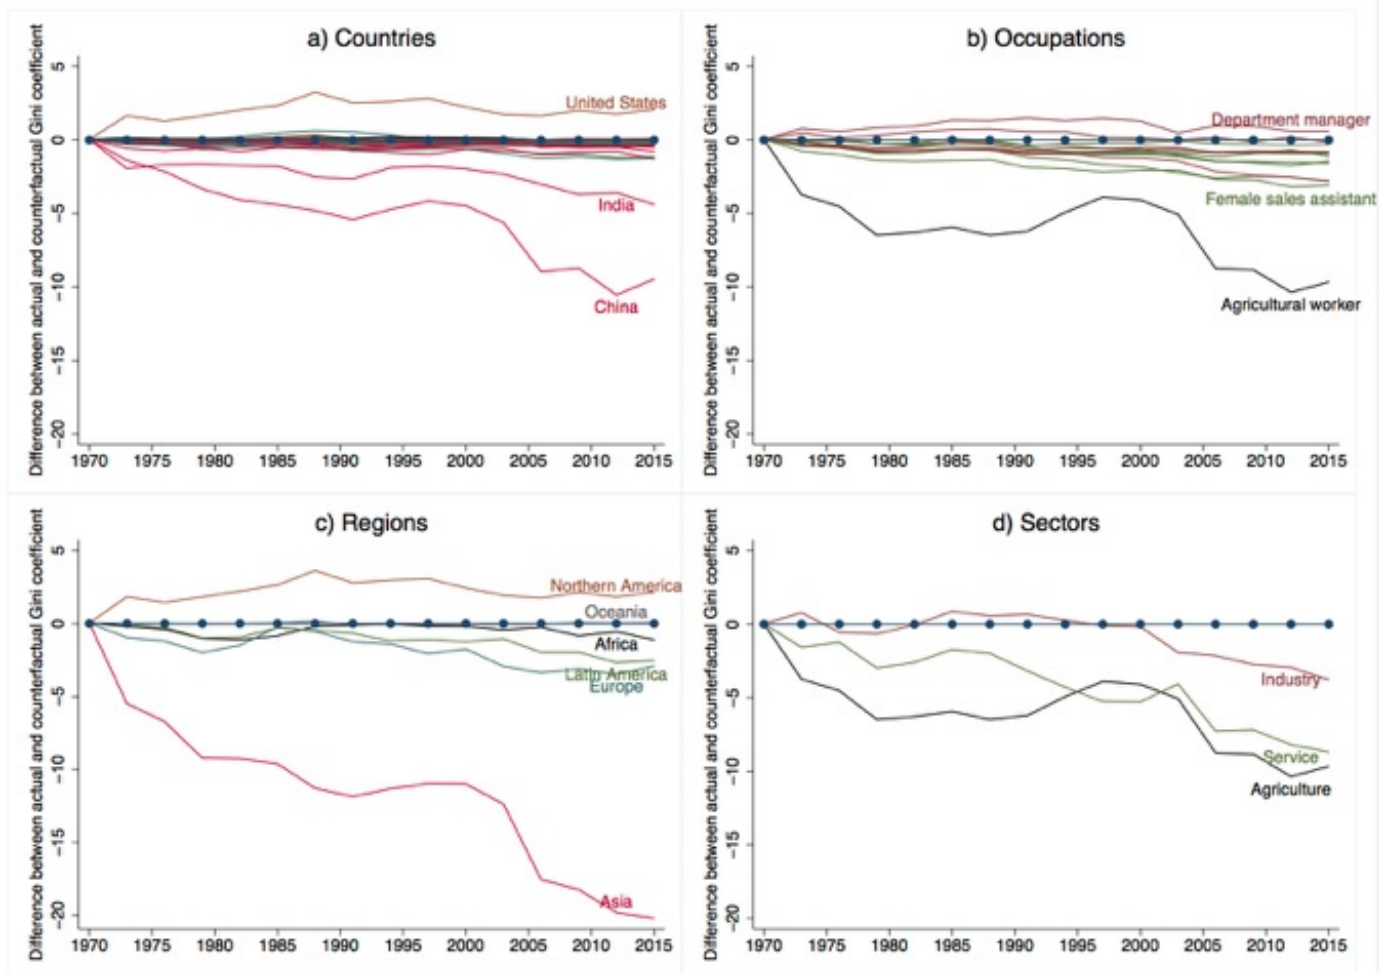 a) Countries
Difference between actual and counterfactual Gini coefficient
5
0
−5
−10
−15
−20
United States
India
China
1970 1975 1980 1985 1990 1995 2000 2005 2010 2015
b) Occupations
Difference between actual and counterfactual Gini coefficient
5
0
−5
−10
−15
−20
Department manager
Female sales assistant
Agricultural worker
1970 1975 1980 1985 1990 1995 2000 2005 2010 2015
c) Regions
Difference between actual and counterfactual Gini coefficient
5
0
−5
−10
−15
−20
Northern America
Oceania
Africa
Latin America
Europe
Asia
1970 1975 1980 1985 1990 1995 2000 2005 2010 2015
d) Sectors
Difference between actual and counterfactual Gini coefficient
5
0
−5
−10
−15
−20
Industry
Service
Agriculture
1970 1975 1980 1985 1990 1995 2000 2005 2010 2015